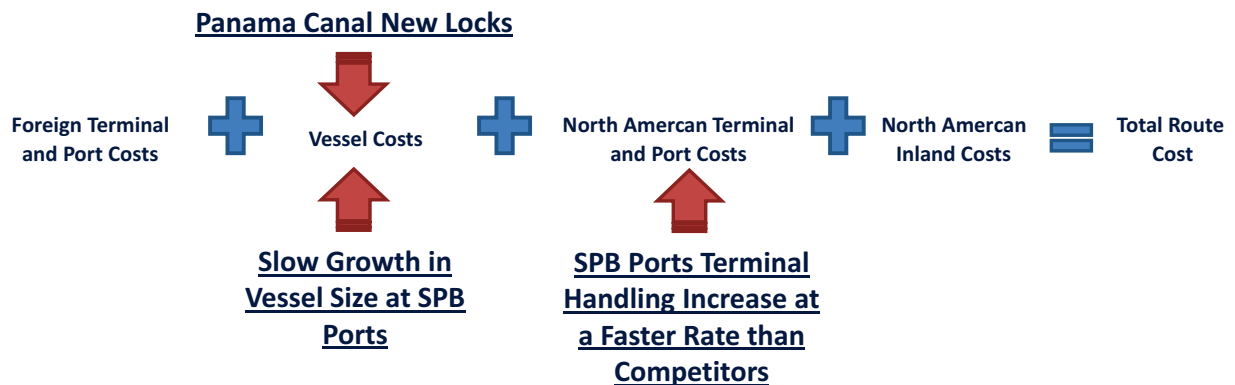 Panama Canal New Locks
Foreign Terminal
and Port Costs
Vessel Costs
North Amercan Terminal
and Port Costs
North Amercan
Inland Costs
Total Route
Cost
Slow Growth in
Vessel Size at SPB
Ports
SPB Ports Terminal
Handling Increase at
a Faster Rate than
Competitors